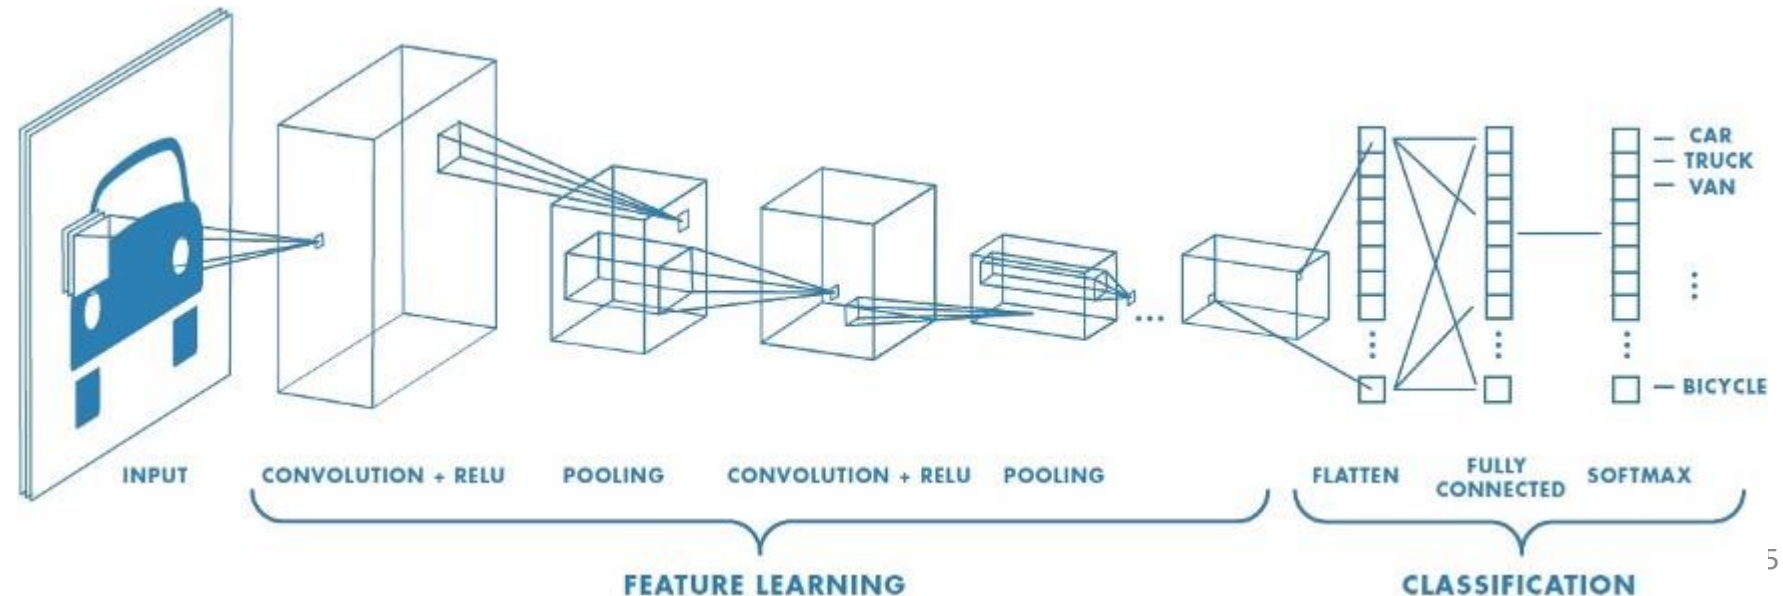 CAR
TRUCK
VAN
BICYCLE
INPUT
CONVOLUTION + RELU
POOLING
CONVOLUTION + RELU
POOLING
FLATTEN
FULLY
CONNECTED
SOFTMAX
FEATURE LEARNING
CLASSIFICATION
5